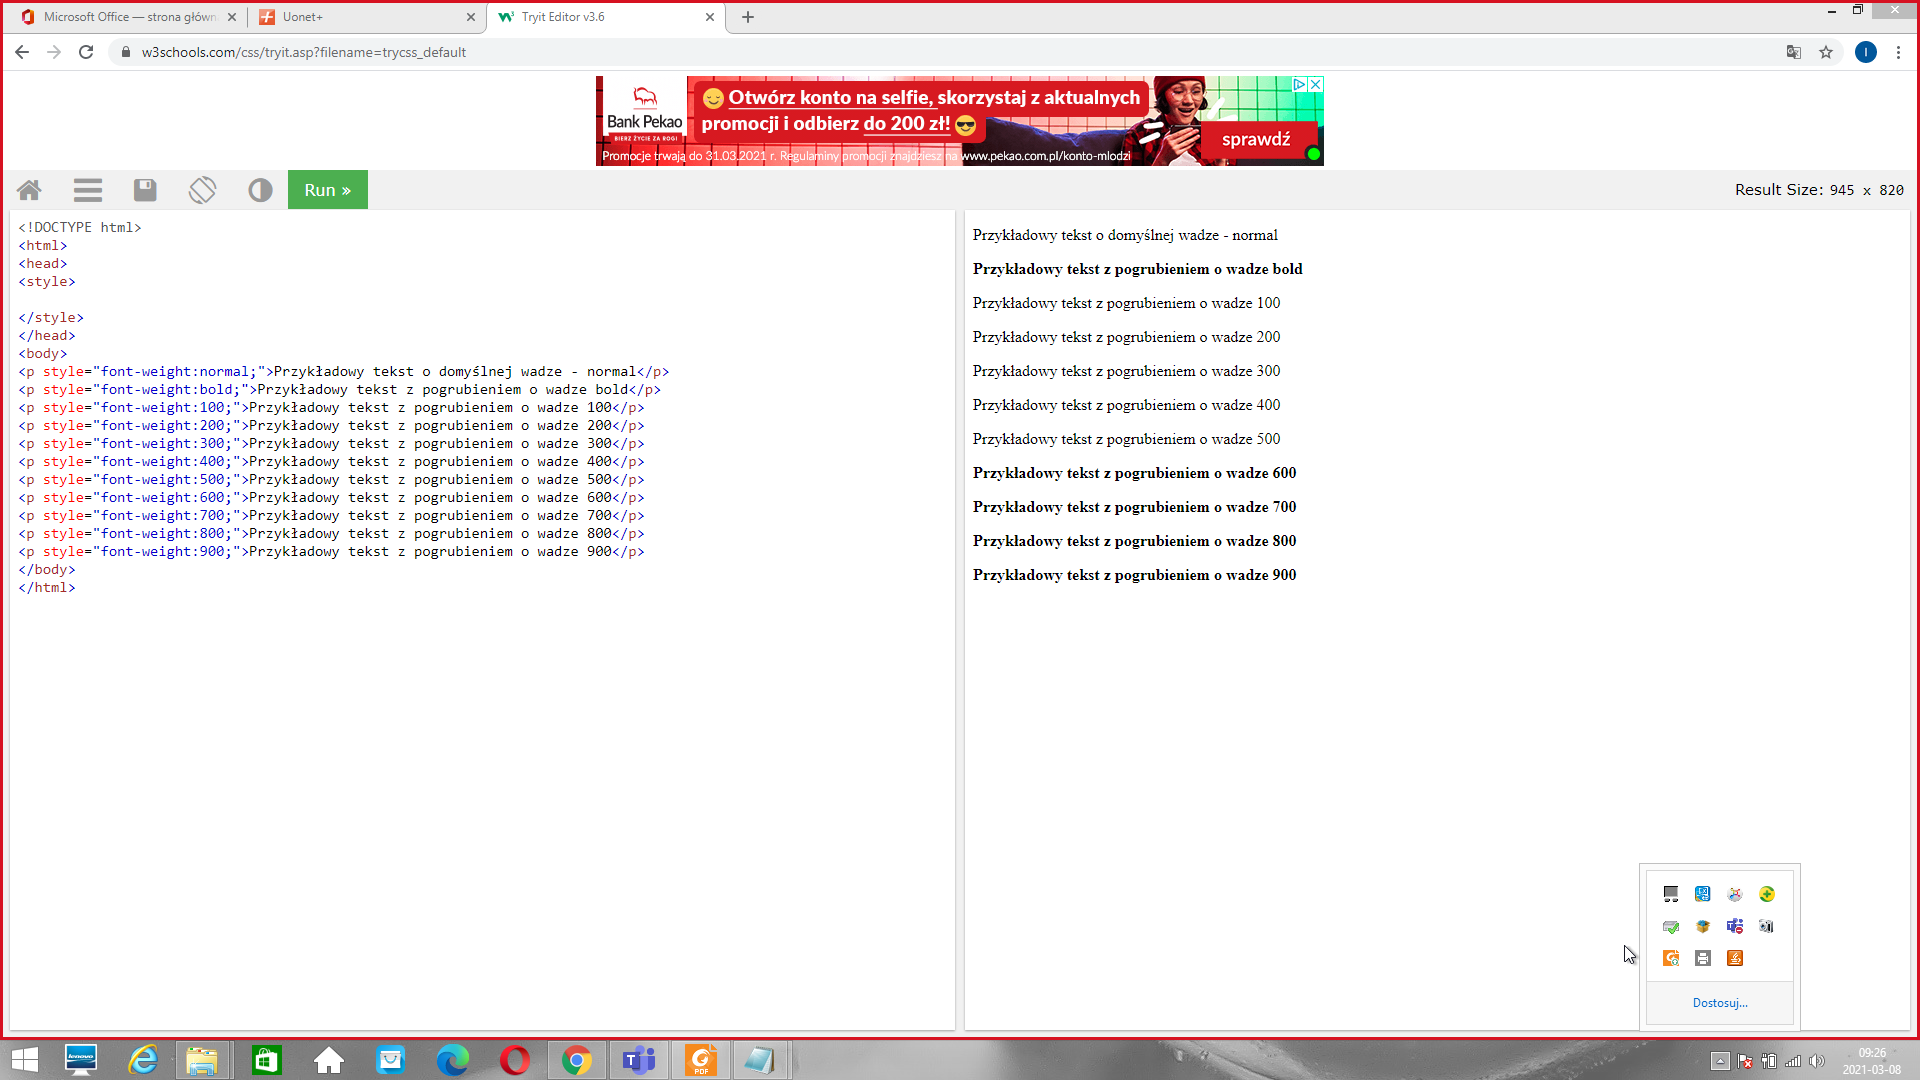 Microsoft Office — strona główn
Uonet+
Tryit Editor v3.6
w3schools.com/css/tryit.asp?filename=trycss_default
I
Bank Pekao
BIERZ ŻYCIE ZA ROGI
Otwórz konto na selfie, skorzystaj z aktualnych
promocji i odbierz do 200 zł!
Promocje trwają do 31.03.2021 r. Regulaminy promocji znajdziesz na www.pekao.com.pl/konto-mlodzi
sprawdź
Run »
Result Size: 945 x 820
<!DOCTYPE html>
<html>
<head>
<style>
</style>
</head>
<body>
<p style="font-weight:normal;">Przykładowy tekst o domyślnej wadze - normal</p>
<p style="font-weight:bold;">Przykładowy tekst z pogrubieniem o wadze bold</p>
<p style="font-weight:100;">Przykładowy tekst z pogrubieniem o wadze 100</p>
<p style="font-weight:200;">Przykładowy tekst z pogrubieniem o wadze 200</p>
<p style="font-weight:300;">Przykładowy tekst z pogrubieniem o wadze 300</p>
<p style="font-weight:400;">Przykładowy tekst z pogrubieniem o wadze 400</p>
<p style="font-weight:500;">Przykładowy tekst z pogrubieniem o wadze 500</p>
<p style="font-weight:600;">Przykładowy tekst z pogrubieniem o wadze 600</p>
<p style="font-weight:700;">Przykładowy tekst z pogrubieniem o wadze 700</p>
<p style="font-weight:800;">Przykładowy tekst z pogrubieniem o wadze 800</p>
<p style="font-weight:900;">Przykładowy tekst z pogrubieniem o wadze 900</p>
</body>
</html>
Przykładowy tekst o domyślnej wadze - normal
Przykładowy tekst z pogrubieniem o wadze bold
Przykładowy tekst z pogrubieniem o wadze 100
Przykładowy tekst z pogrubieniem o wadze 200
Przykładowy tekst z pogrubieniem o wadze 300
Przykładowy tekst z pogrubieniem o wadze 400
Przykładowy tekst z pogrubieniem o wadze 500
Przykładowy tekst z pogrubieniem o wadze 600
Przykładowy tekst z pogrubieniem o wadze 700
Przykładowy tekst z pogrubieniem o wadze 800
Przykładowy tekst z pogrubieniem o wadze 900
Dostosuj...
lenovo
PDF
09:26
2021-03-08